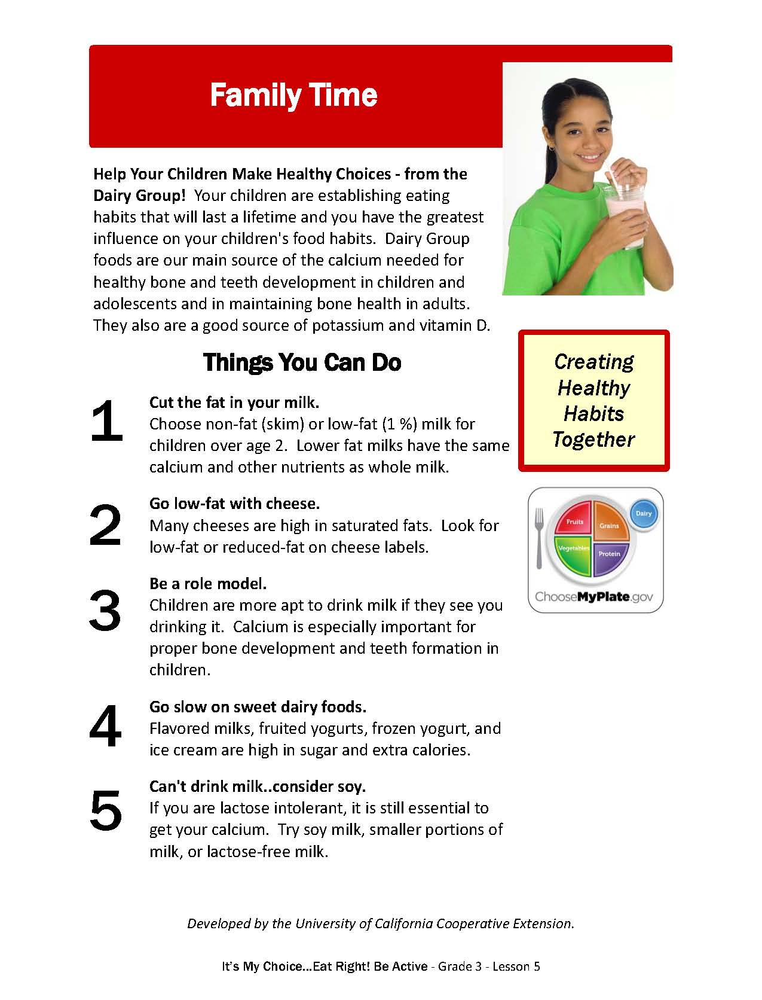 Family Time
Help Your Children Make Healthy Choices - from the
Dairy Group!  Your children are establishing eating
habits that will last a lifetime and you have the greatest
influence on your children's food habits.  Dairy Group
foods are our main source of the calcium needed for
healthy bone and teeth development in children and
adolescents and in maintaining bone health in adults.
They also are a good source of potassium and vitamin D.
Things You Can Do
1
Cut the fat in your milk.
Choose non-fat (skim) or low-fat (1 %) milk for
children over age 2.  Lower fat milks have the same
calcium and other nutrients as whole milk.
2
Go low-fat with cheese.
Many cheeses are high in saturated fats.  Look for
low-fat or reduced-fat on cheese labels.
3
Be a role model.
Children are more apt to drink milk if they see you
drinking it.  Calcium is especially important for
proper bone development and teeth formation in
children.
4
Go slow on sweet dairy foods.
Flavored milks, fruited yogurts, frozen yogurt, and
ice cream are high in sugar and extra calories.
5
Can't drink milk..consider soy.
If you are lactose intolerant, it is still essential to
get your calcium.  Try soy milk, smaller portions of
milk, or lactose-free milk.
Creating
Healthy
Habits
Together
Dairy
Fruits
Grains
Vegetables
Protein
ChooseMyPlate.gov
Developed by the University of California Cooperative Extension.
It’s My Choice…Eat Right! Be Active - Grade 3 - Lesson 5